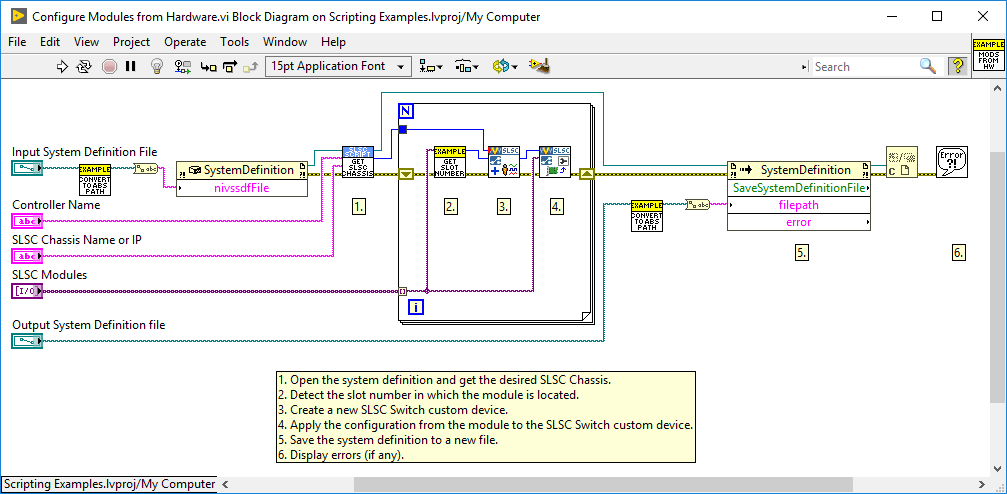 Configure Modules from Hardware.vi Block Diagram on Scripting Examples.lvproj/My Computer
File Edit View Project Operate Tools Window Help
15pt Application Font
Search
?
EXAMPLE
MODS
FROM
HW
N
Input System Definition File
abc
EXAMPLE
CONVERT
TO ABS
PATH
SystemDefinition
?!
nivssdfFile
SLSC
SCRIPT
GET
SLSC
CHASSIS
EXAMPLE
GET
SLOT
NUMBER
SLSC
SLSC
SystemDefinition
?!
SaveSystemDefinitionFile
filepath
error
C
Error
?!
Controller Name
abc
1.
2.
3.
4.
EXAMPLE
CONVERT
TO ABS
PATH
abc
SLSC Chassis Name or IP
abc
5.
6.
SLSC Modules
I/O
i
Output System Definition file
1. Open the system definition and get the desired SLSC Chassis.
2. Detect the slot number in which the module is located.
3. Create a new SLSC Switch custom device.
4. Apply the configuration from the module to the SLSC Switch custom device.
5. Save the system definition to a new file.
6. Display errors (if any).
Scripting Examples.lvproj/My Computer